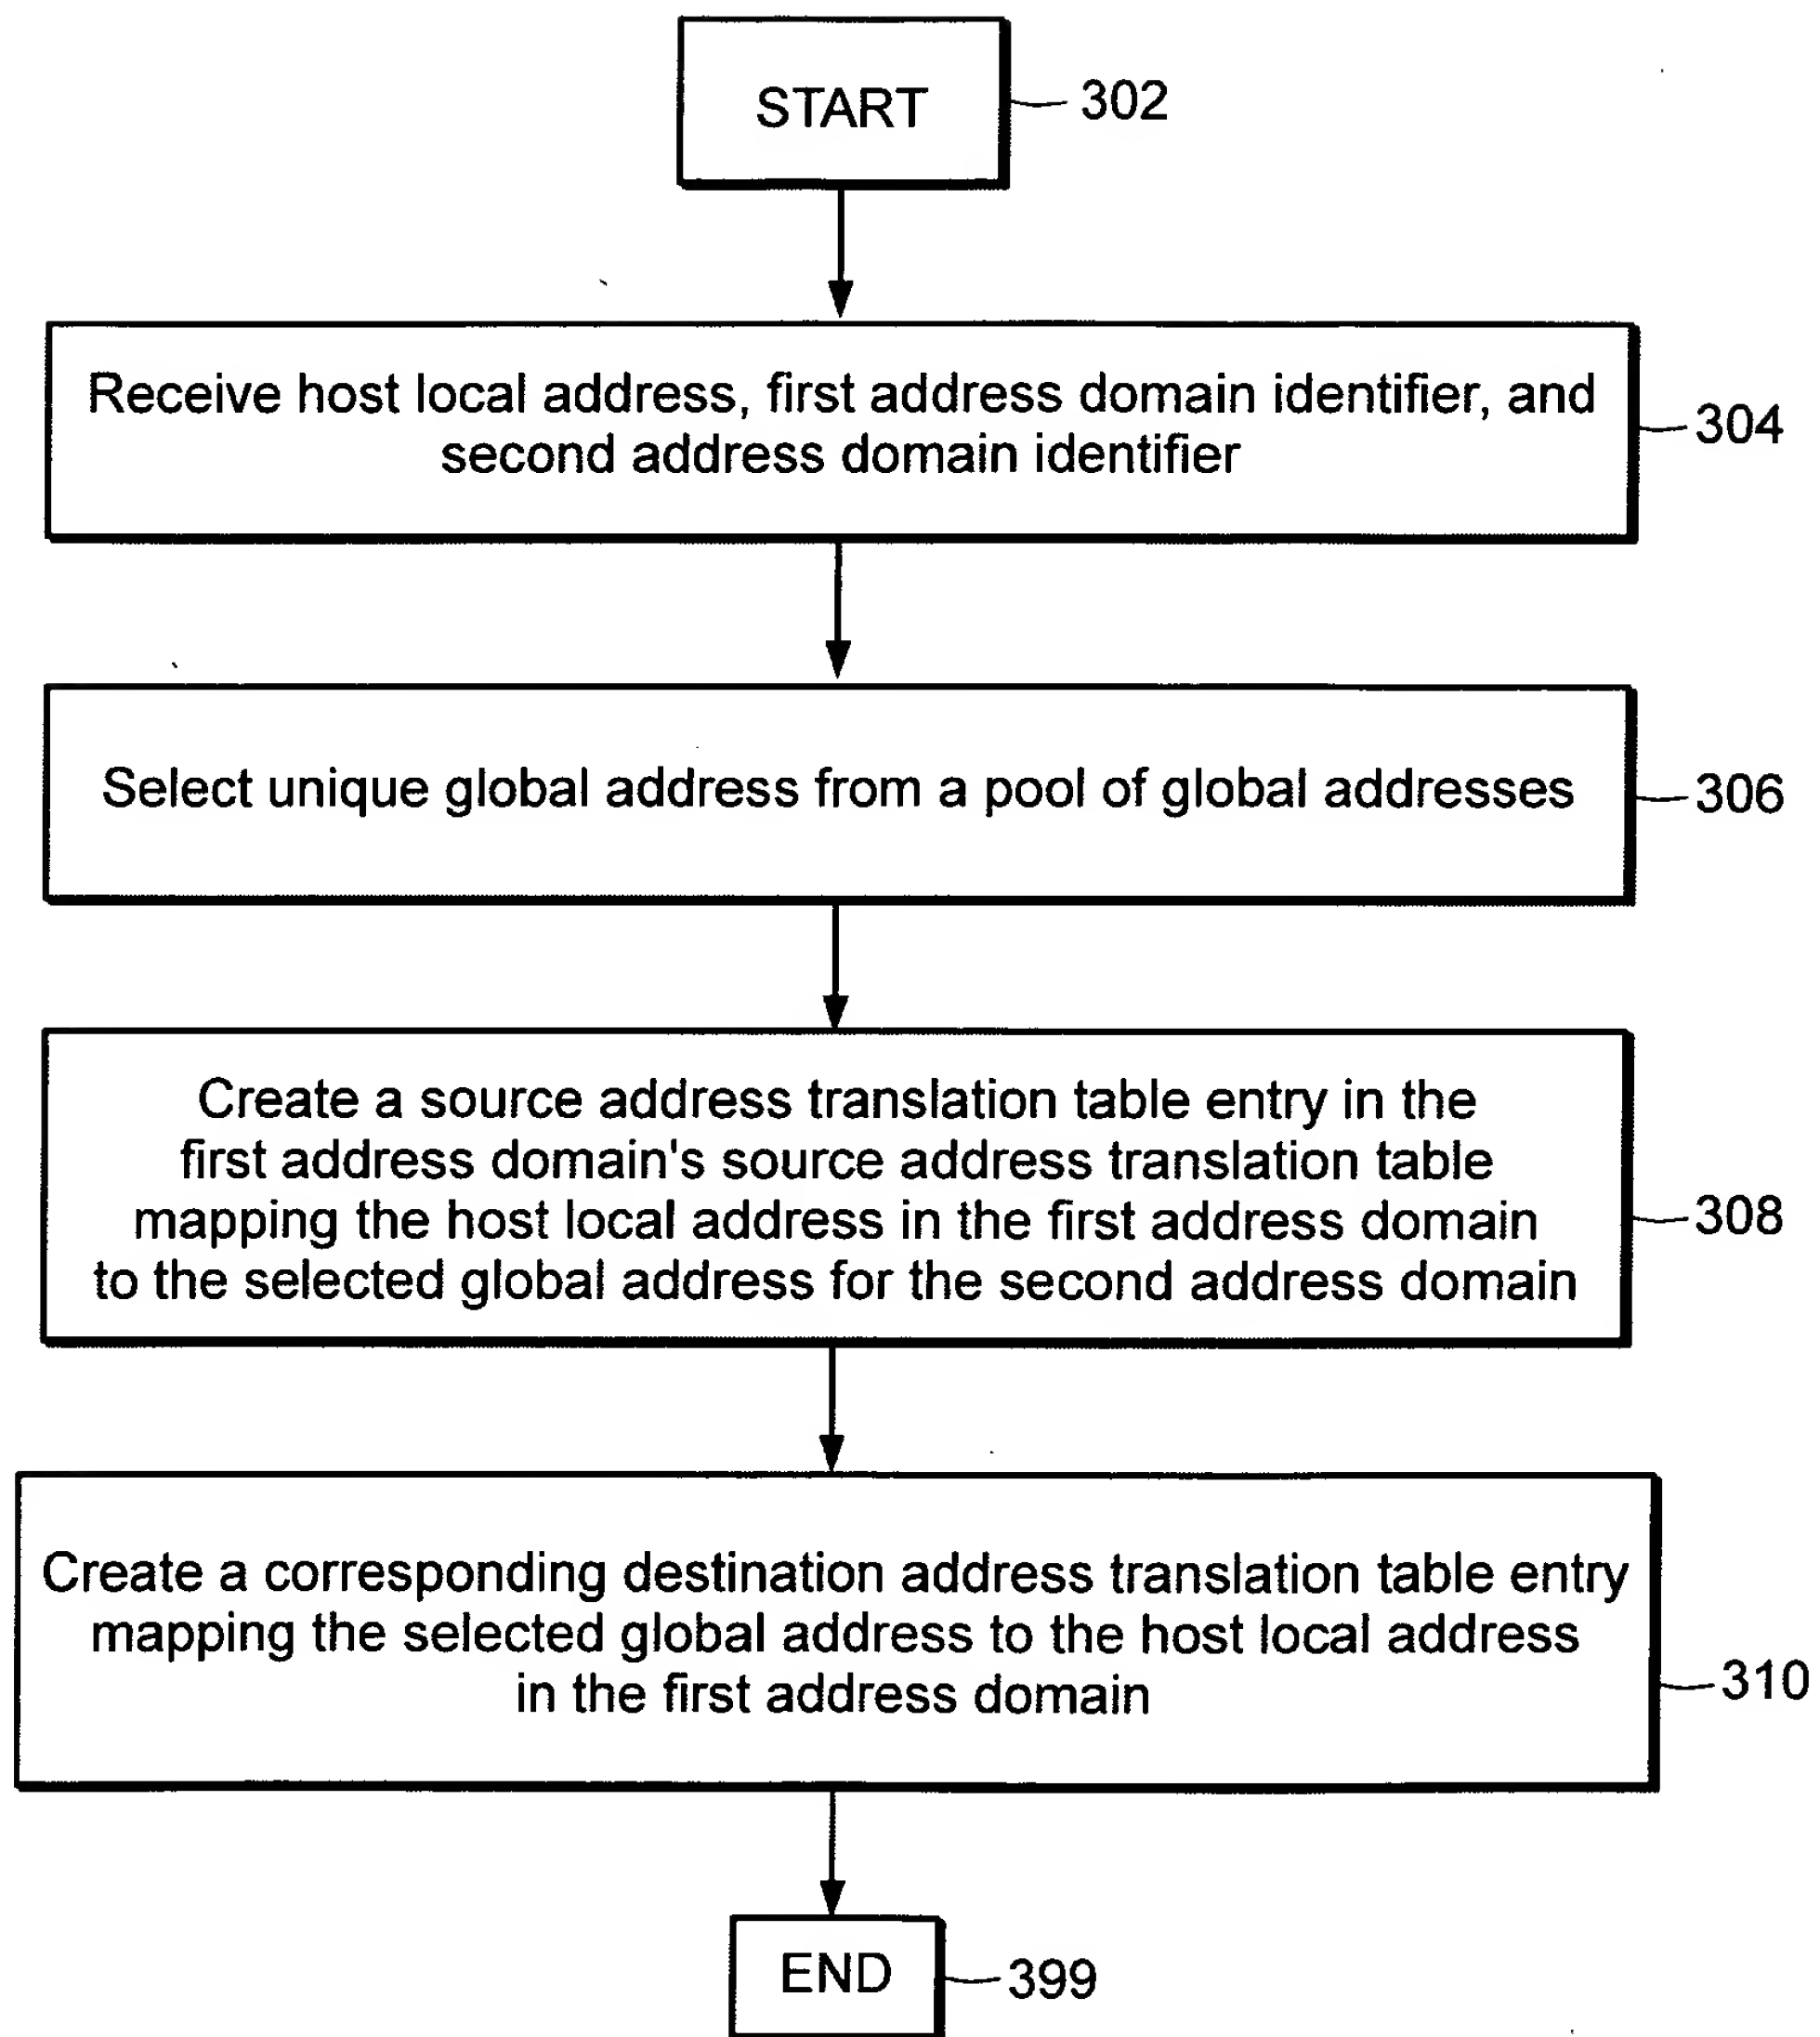 START
302
Receive host local address, first address domain identifier, and
second address domain identifier
304
Select unique global address from a pool of global addresses
306
Create a source address translation table entry in the
first address domain's source address translation table
mapping the host local address in the first address domain
to the selected global address for the second address domain
308
Create a corresponding destination address translation table entry
mapping the selected global address to the host local address
in the first address domain
310
END
399